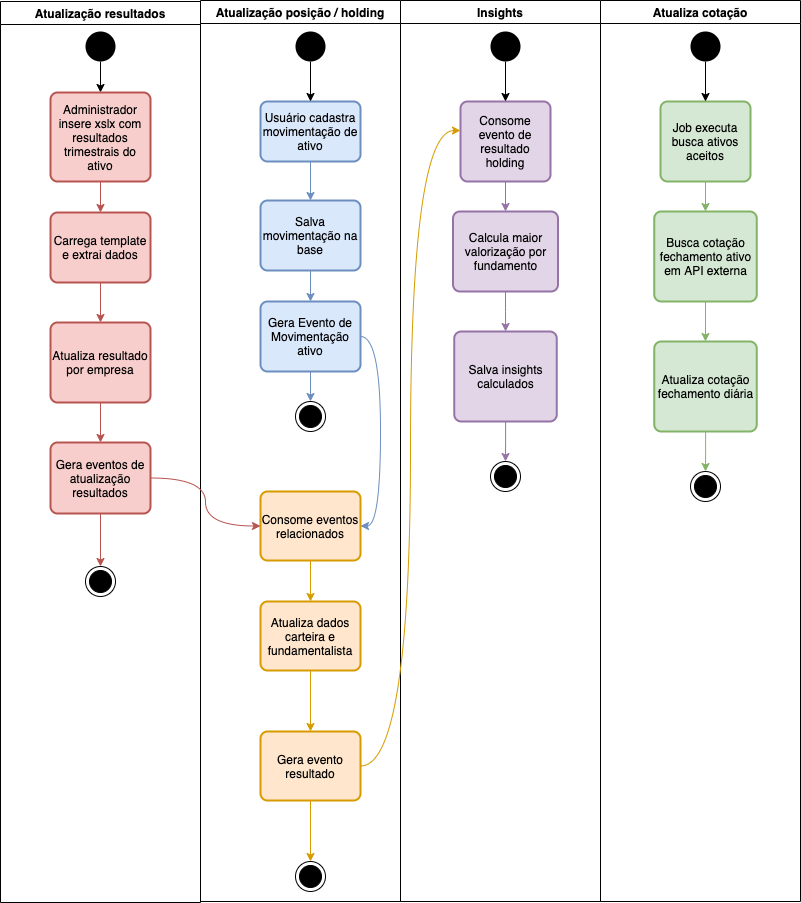 Atualização resultados
Administrador
insere xslx com
resultados
trimestrais do
ativo
Carrega template
e extrai dados
Atualiza resultado
por empresa
Gera eventos de
atualização
resultados
Atualização posição / holding
Usuário cadastra
movimentação de
ativo
Salva
movimentação na
base
Gera Evento de
Movimentação
ativo
Consome eventos
relacionados
Atualiza dados
carteira e
fundamentalista
Gera evento
resultado
Insights
Consome
evento de
resultado
holding
Calcula maior
valorização por
fundamento
Salva insights
calculados
Atualiza cotação
Job executa
busca ativos
aceitos
Busca cotação
fechamento ativo
em API externa
Atualiza cotação
fechamento diária